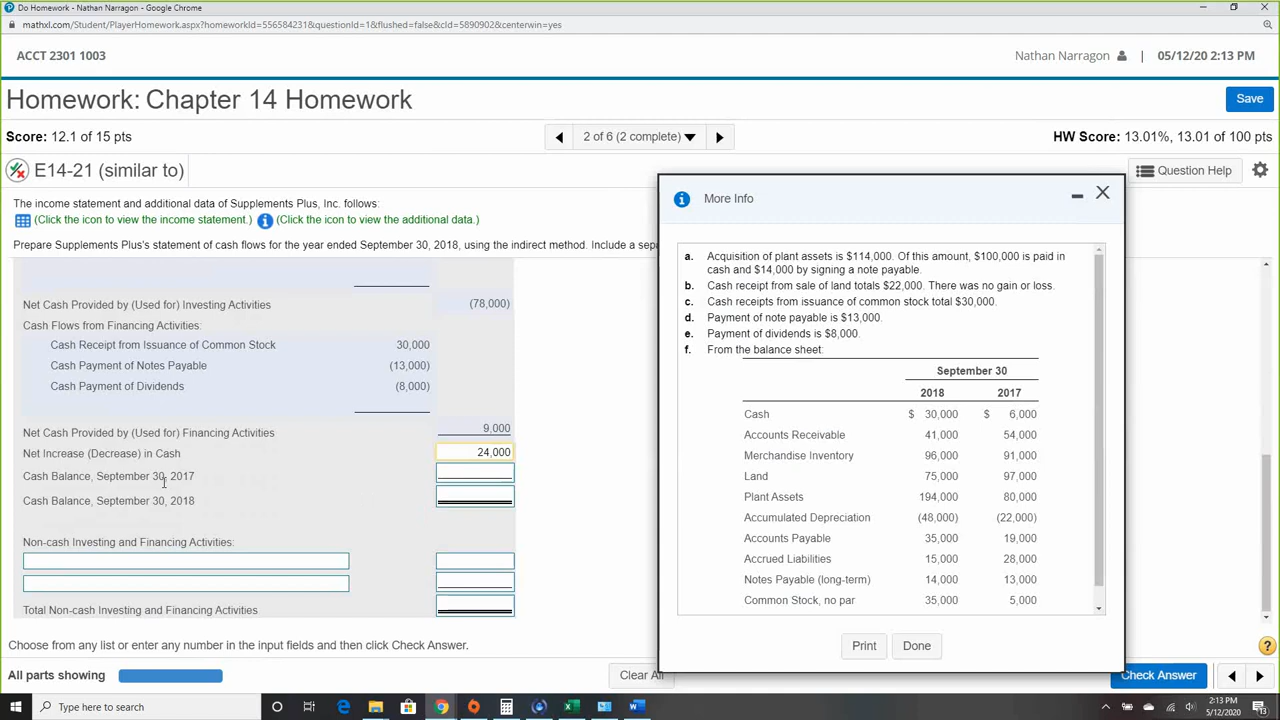 Do Homework - Nathan Narragon - Google Chrome
mathxl.com/Student/PlayerHomework.aspx?homeworkId=556584231&questionId=1&flushed=false&cId=5890902&centerwin=yes
ACCT 2301 1003
Nathan Narragon | 05/12/20 2:13 PM
Homework: Chapter 14 Homework
Save
Score: 12.1 of 15 pts
2 of 6 (2 complete)
HW Score: 13.01%, 13.01 of 100 pts
E14-21 (similar to)
Question Help
The income statement and additional data of Supplements Plus, Inc. follows:
(Click the icon to view the income statement.) (Click the icon to view the additional data.)
Prepare Supplements Plus's statement of cash flows for the year ended September 30, 2018, using the indirect method. Include a sep
Net Cash Provided by (Used for) Investing Activities (78,000)
Cash Flows from Financing Activities:
Cash Receipt from Issuance of Common Stock 30,000
Cash Payment of Notes Payable (13,000)
Cash Payment of Dividends (8,000)
Net Cash Provided by (Used for) Financing Activities 9,000
Net Increase (Decrease) in Cash 24,000
Cash Balance, September 30, 2017
Cash Balance, September 30, 2018
Non-cash Investing and Financing Activities:
Total Non-cash Investing and Financing Activities
More Info
a. Acquisition of plant assets is $114,000. Of this amount, $100,000 is paid in
cash and $14,000 by signing a note payable.
b. Cash receipt from sale of land totals $22,000. There was no gain or loss.
c. Cash receipts from issuance of common stock total $30,000.
d. Payment of note payable is $13,000.
e. Payment of dividends is $8,000.
f. From the balance sheet:
September 30
2018 2017
Cash $ 30,000 $ 6,000
Accounts Receivable 41,000 54,000
Merchandise Inventory 96,000 91,000
Land 75,000 97,000
Plant Assets 194,000 80,000
Accumulated Depreciation (48,000) (22,000)
Accounts Payable 35,000 19,000
Accrued Liabilities 15,000 28,000
Notes Payable (long-term) 14,000 13,000
Common Stock, no par 35,000 5,000
Print Done
Choose from any list or enter any number in the input fields and then click Check Answer.
?
All parts showing
Clear All
Check Answer
Type here to search
2:13 PM
5/12/2020